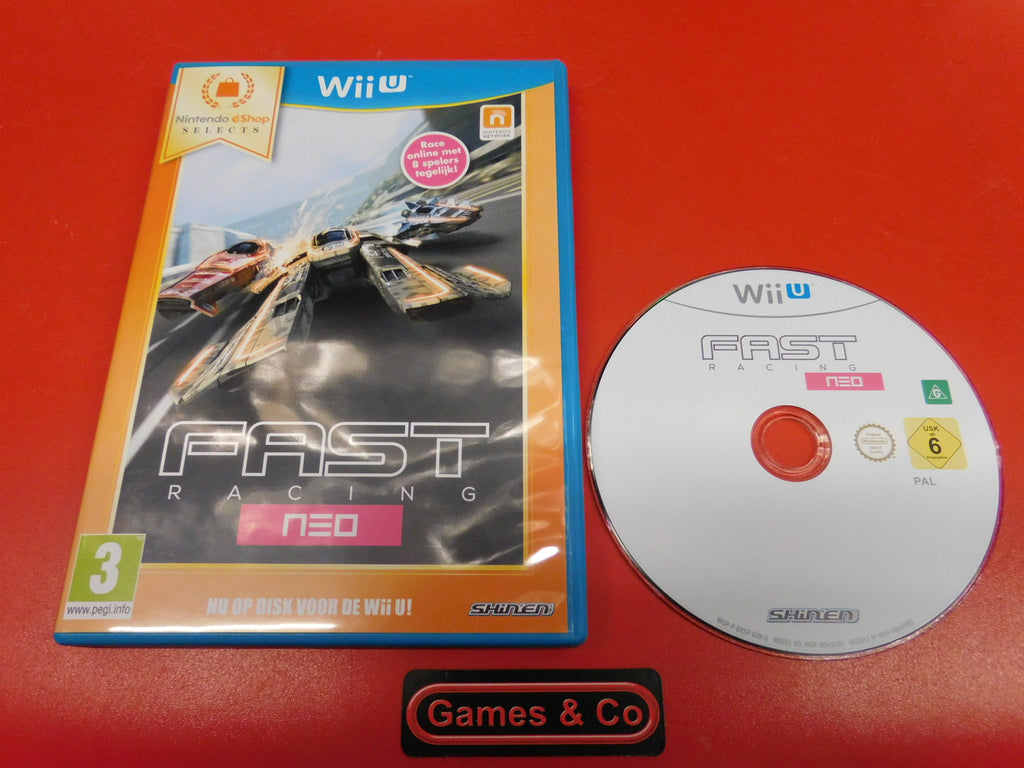 Nintendo eShop
SELECTS
Wii U™
NINTENDO
NETWORK
Race
online met
8 spelers
tegelijk!
FAST
RACING
NEO
3
www.pegi.info
NU OP DISK VOOR DE Wii U!
SHIN'EN
Wii U™
FAST
RACING
NEO
G
USK
6
PAL
SHIN'EN
Games & Co